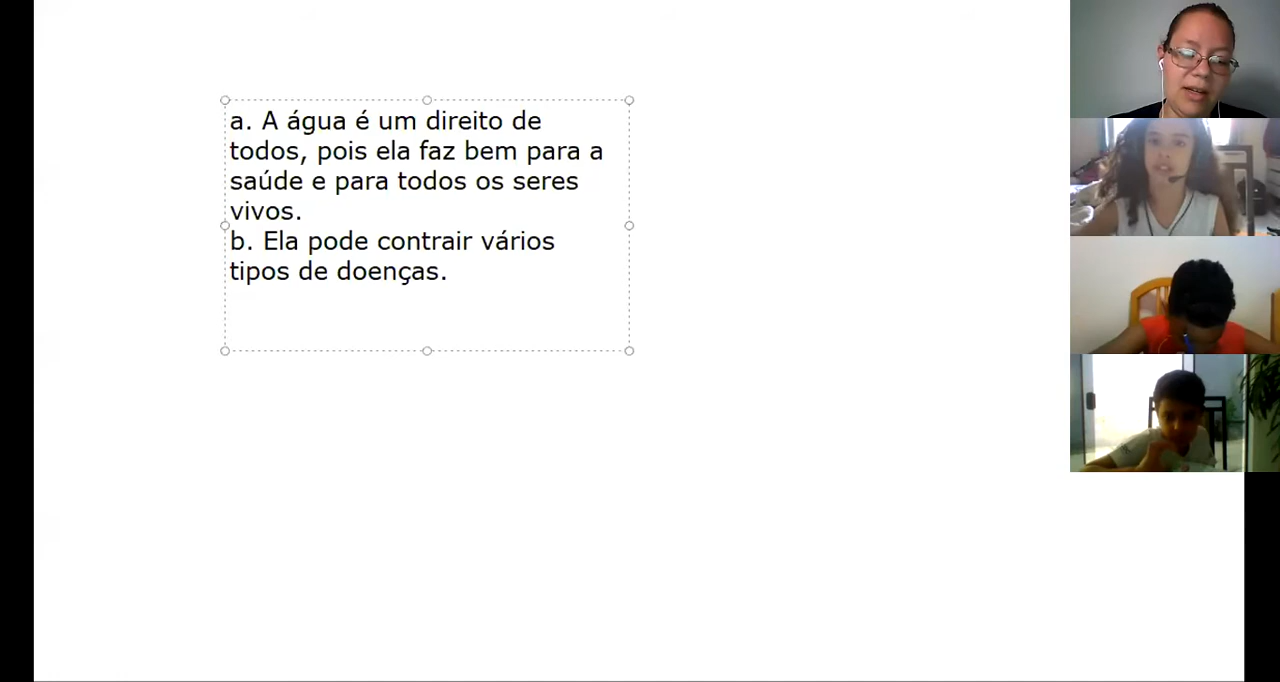 a. A água é um direito de
todos, pois ela faz bem para a
saúde e para todos os seres
vivos.
b. Ela pode contrair vários
tipos de doenças.